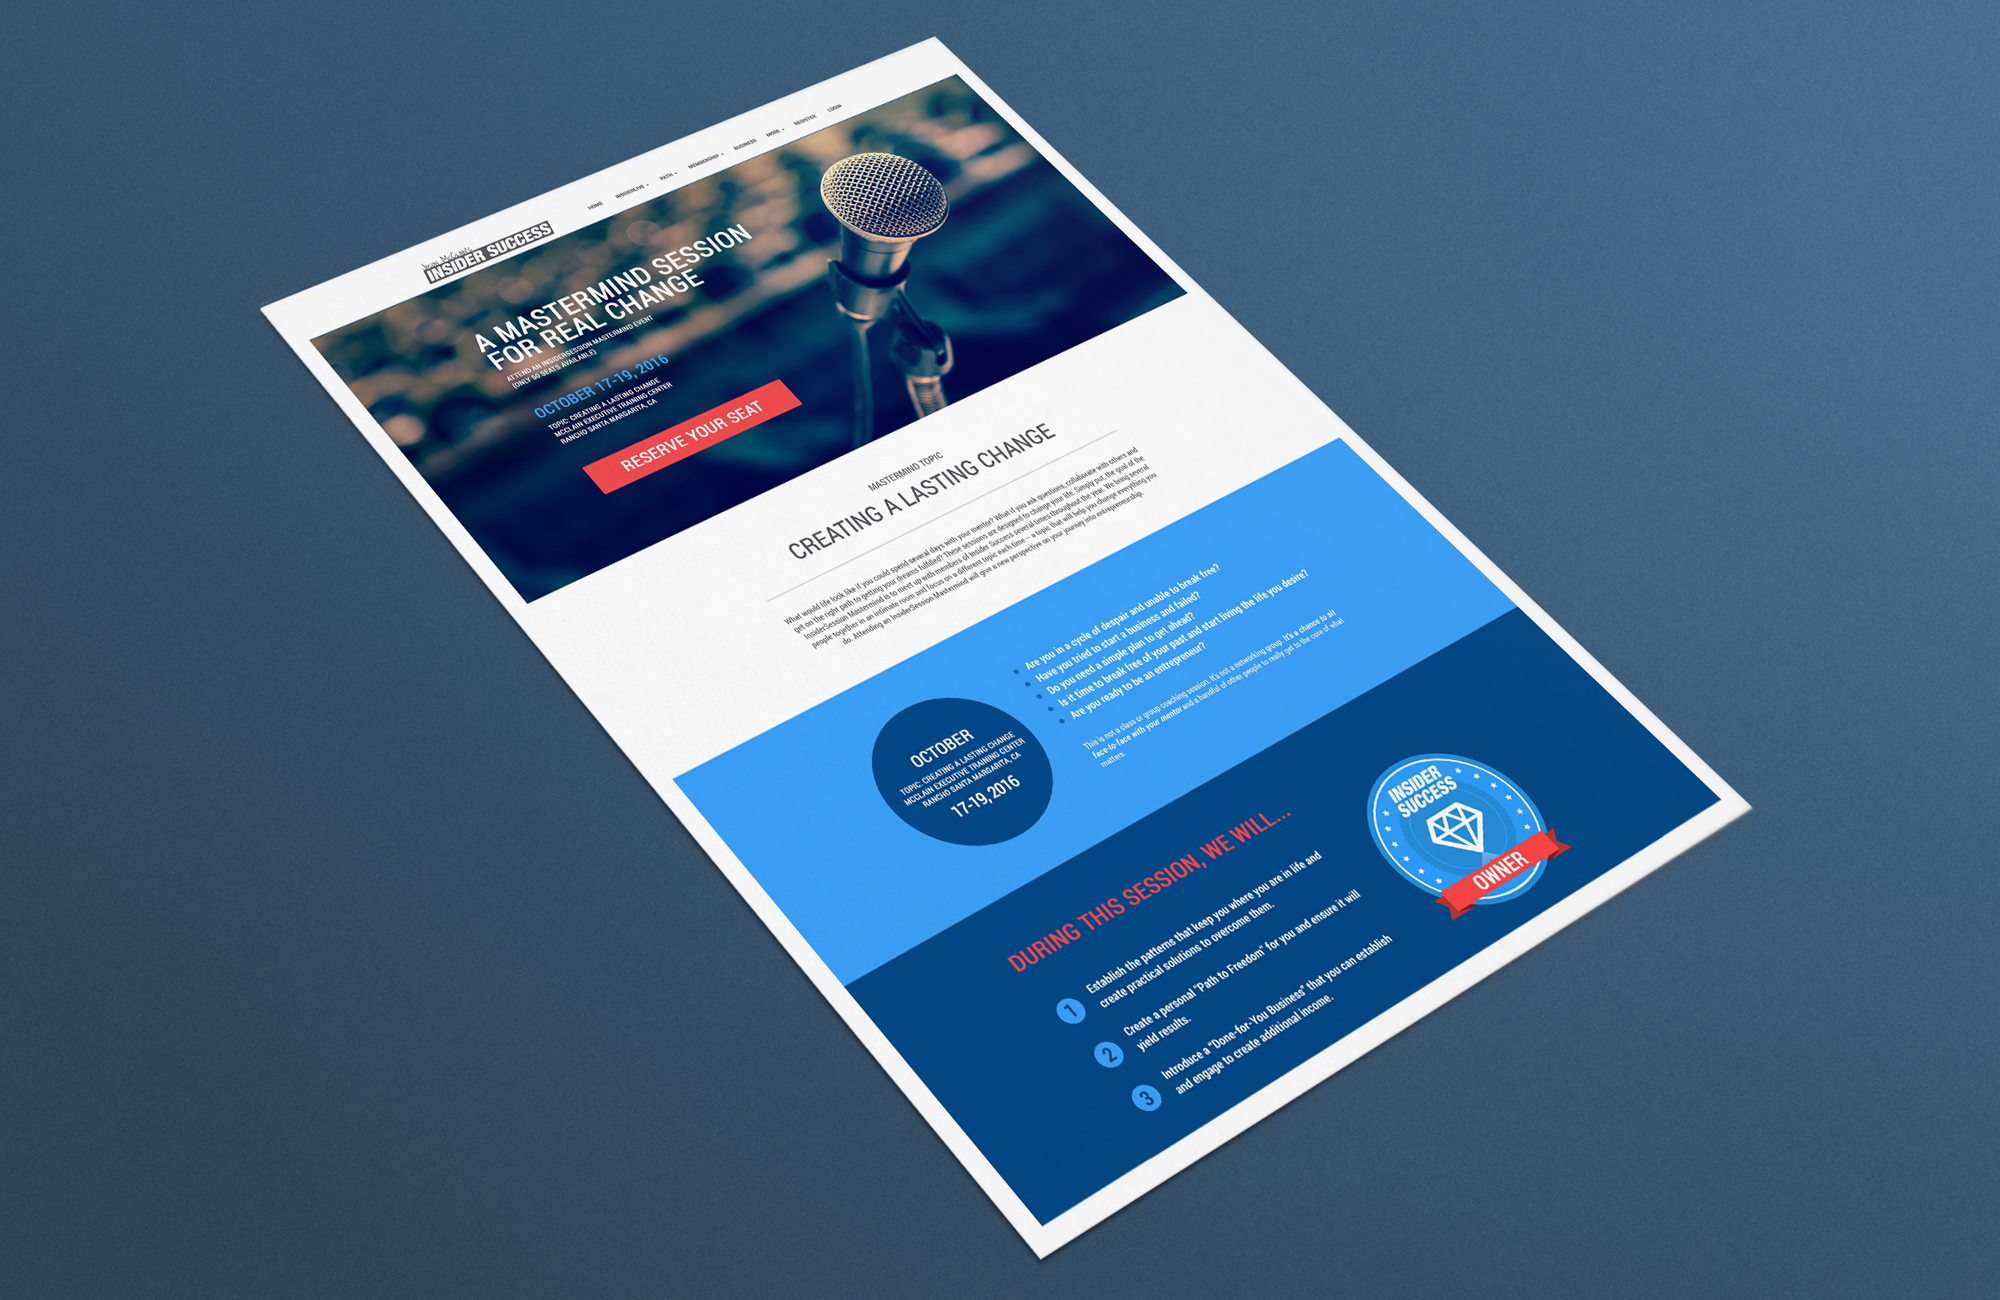 INSIDER SUCCESS
HOME
INSIDERLIVE
PATH
MEMBERSHIP
BUSINESS
MORE
REGISTER
LOGIN
A MASTERMIND SESSION
FOR REAL CHANGE
ATTEND AN INSIDERSESSION MASTERMIND EVENT
(ONLY 50 SEATS AVAILABLE)
OCTOBER 17-19, 2016
TOPIC: CREATING A LASTING CHANGE
MCCLAIN EXECUTIVE TRAINING CENTER
RANCHO SANTA MARGARITA, CA
RESERVE YOUR SEAT
MASTERMIND TOPIC
CREATING A LASTING CHANGE
What would life look like if you could spend several days with your mentor? What if you ask questions, collaborate with others and
get on the right path to getting your dreams fulfilled? These sessions are designed to change your life. Simply put, the goal of the
InsiderSession Mastermind is to meet up with members of Insider Success several times throughout the year. We bring several
people together in an intimate room and focus on a different topic each time – a topic that will help you change everything you
do. Attending an InsiderSession Mastermind will give a new perspective on your journey into entrepreneurship.
OCTOBER
TOPIC: CREATING A LASTING CHANGE
MCCLAIN EXECUTIVE TRAINING CENTER
RANCHO SANTA MARGARITA, CA
17-19, 2016
• Are you in a cycle of despair and unable to break free?
• Have you tried to start a business and failed?
• Do you need a simple plan to get ahead?
• Is it time to break free of your past and start living the life you desire?
• Are you ready to be an entrepreneur?
This is not a class or group coaching session. It's not a networking group. It's a chance to sit
face-to-face with your mentor and a handful of other people to really get to the core of what
matters.
DURING THIS SESSION, WE WILL...
1 Establish the patterns that keep you where you are in life and
create practical solutions to overcome them.
2 Create a personal "Path to Freedom" for you and ensure it will
yield results.
3 Introduce a "Done-for-You Business" that you can establish
and engage to create additional income.
INSIDER
SUCCESS
OWNER